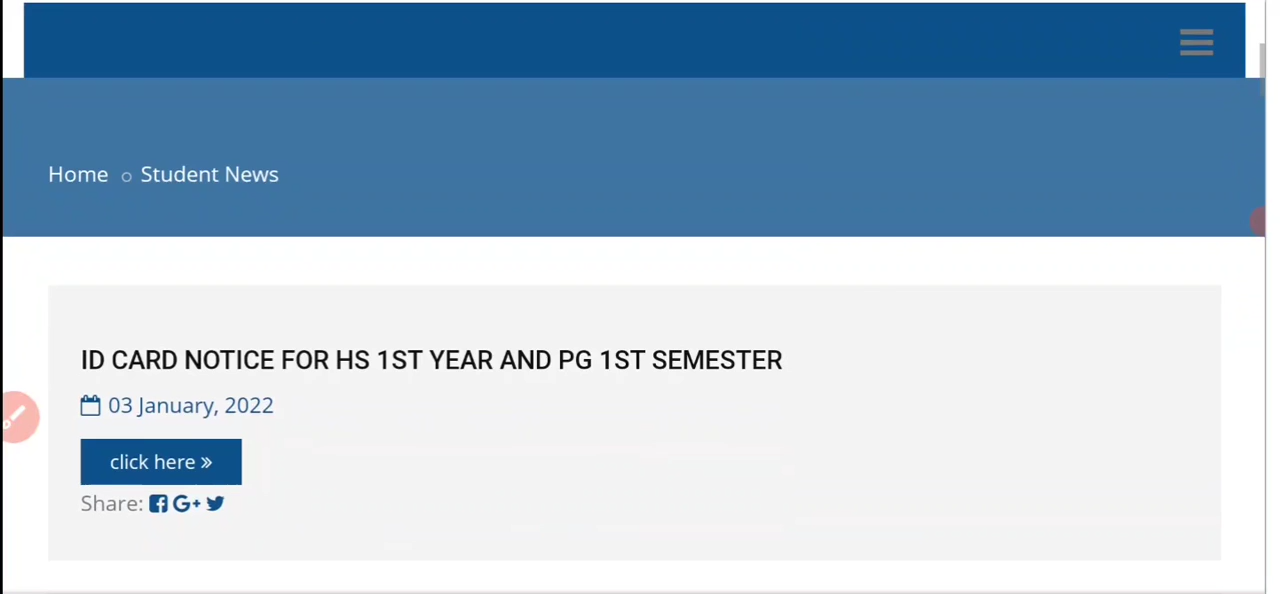 Home Student News
ID CARD NOTICE FOR HS 1ST YEAR AND PG 1ST SEMESTER
03 January, 2022
click here »
Share: G+